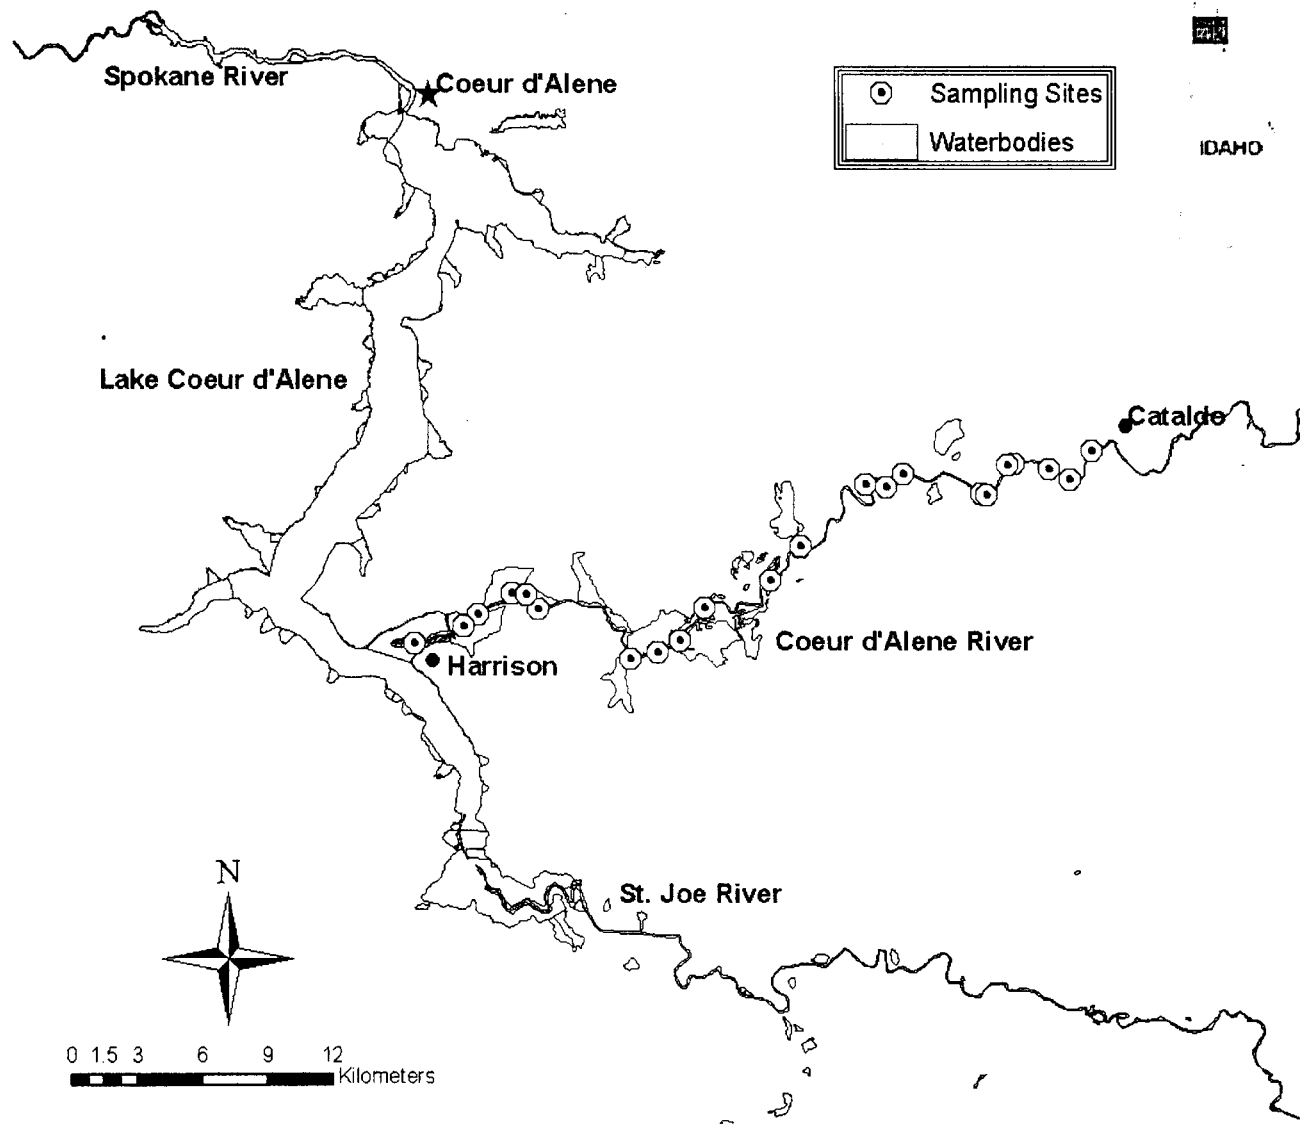 Spokane River
Coeur d'Alene
Sampling Sites
Waterbodies
IDAHO
Lake Coeur d'Alene
Cataldo
Coeur d'Alene River
Harrison
St. Joe River
N
0 1.5 3 6 9 12
Kilometers